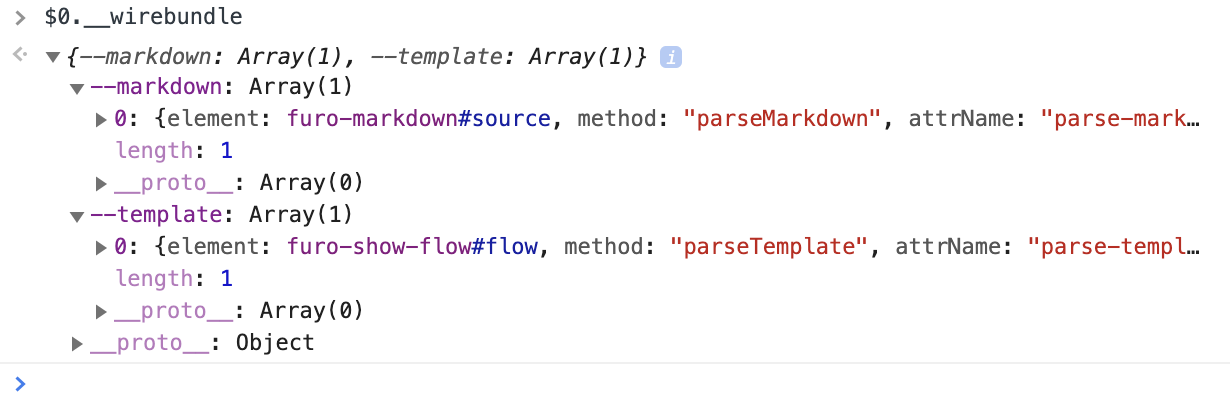 > $0.__wirebundle
{--markdown: Array(1), --template: Array(1)} i
--markdown: Array(1)
0: {element: furo-markdown#source, method: "parseMarkdown", attrName: "parse-mark…
length: 1
__proto__: Array(0)
--template: Array(1)
0: {element: furo-show-flow#flow, method: "parseTemplate", attrName: "parse-templ…
length: 1
__proto__: Array(0)
__proto__: Object
>